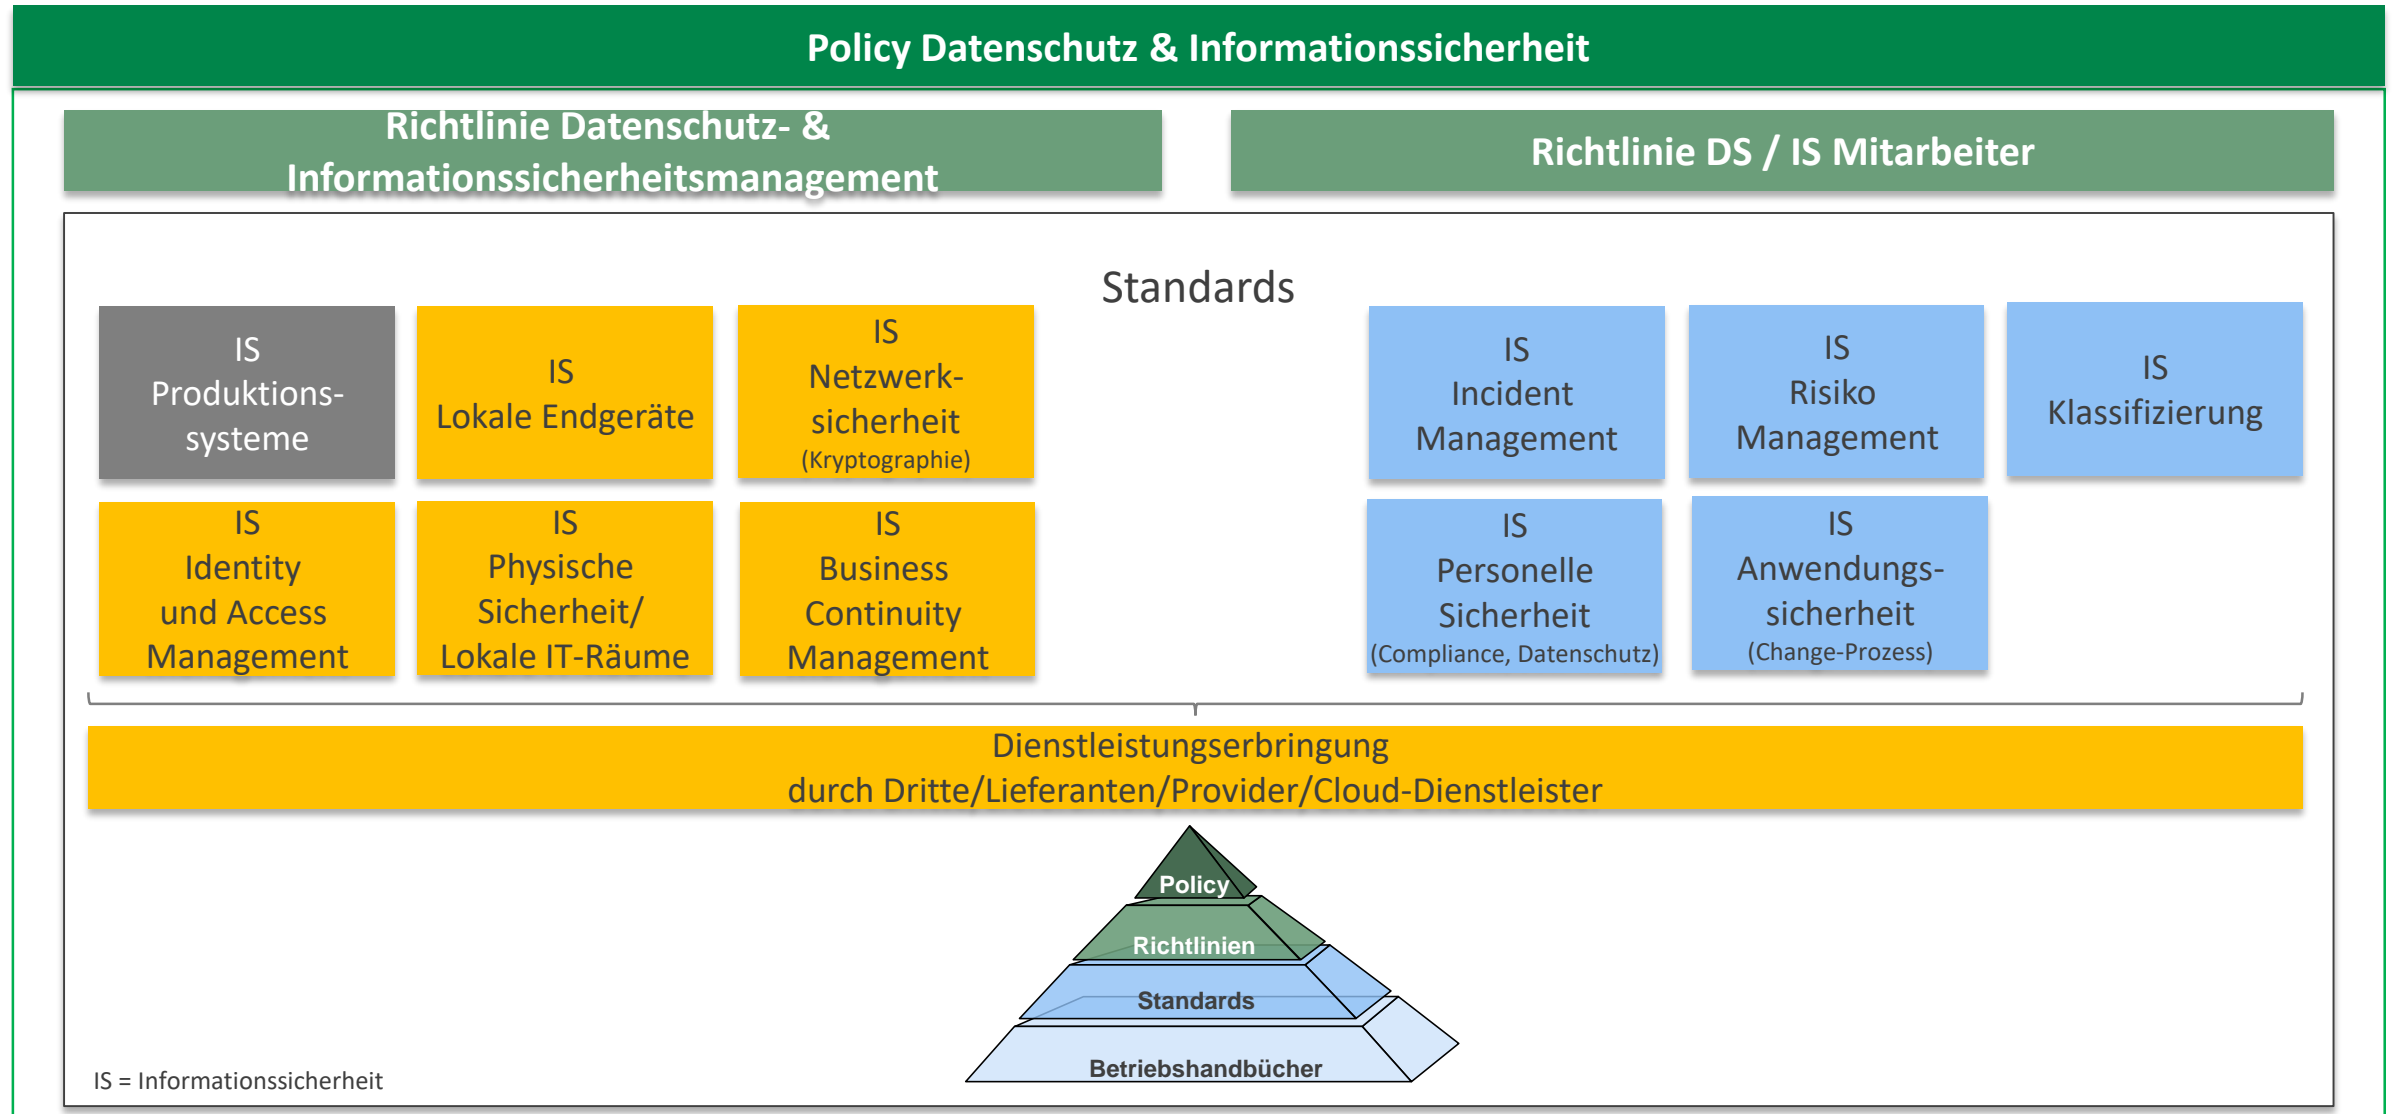 Policy Datenschutz & Informationssicherheit
Richtlinie Datenschutz- &
Informationssicherheitsmanagement
Richtlinie DS / IS Mitarbeiter
Standards
IS
Produktions-
systeme
IS
Lokale Endgeräte
IS
Netzwerk-
sicherheit
(Kryptographie)
IS
Incident
Management
IS
Risiko
Management
IS
Klassifizierung
IS
Identity
und Access
Management
IS
Physische
Sicherheit/
Lokale IT-Räume
IS
Business
Continuity
Management
IS
Personelle
Sicherheit
(Compliance, Datenschutz)
IS
Anwendungs-
sicherheit
(Change-Prozess)
Dienstleistungserbringung
durch Dritte/Lieferanten/Provider/Cloud-Dienstleister
Policy
Richtlinien
Standards
Betriebshandbücher
IS = Informationssicherheit